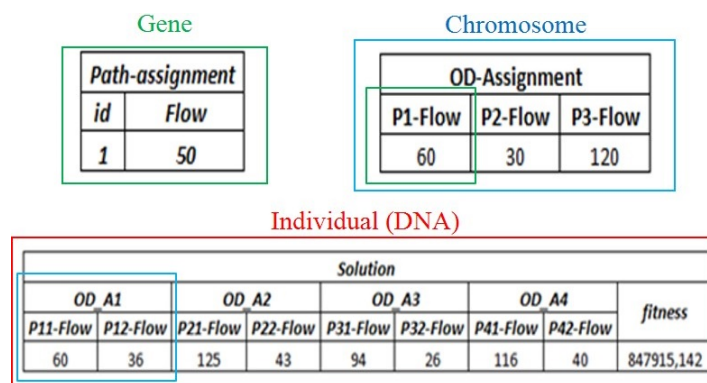 Gene
Chromosome
Path-assignment
id Flow
1 50
OD-Assignment
P1-Flow P2-Flow P3-Flow
60 30 120
Individual (DNA)
Solution
OD_A1 OD_A2 OD_A3 OD_A4 fitness
P11-Flow P12-Flow P21-Flow P22-Flow P31-Flow P32-Flow P41-Flow P42-Flow
60 36 125 43 94 26 116 40 847915,142